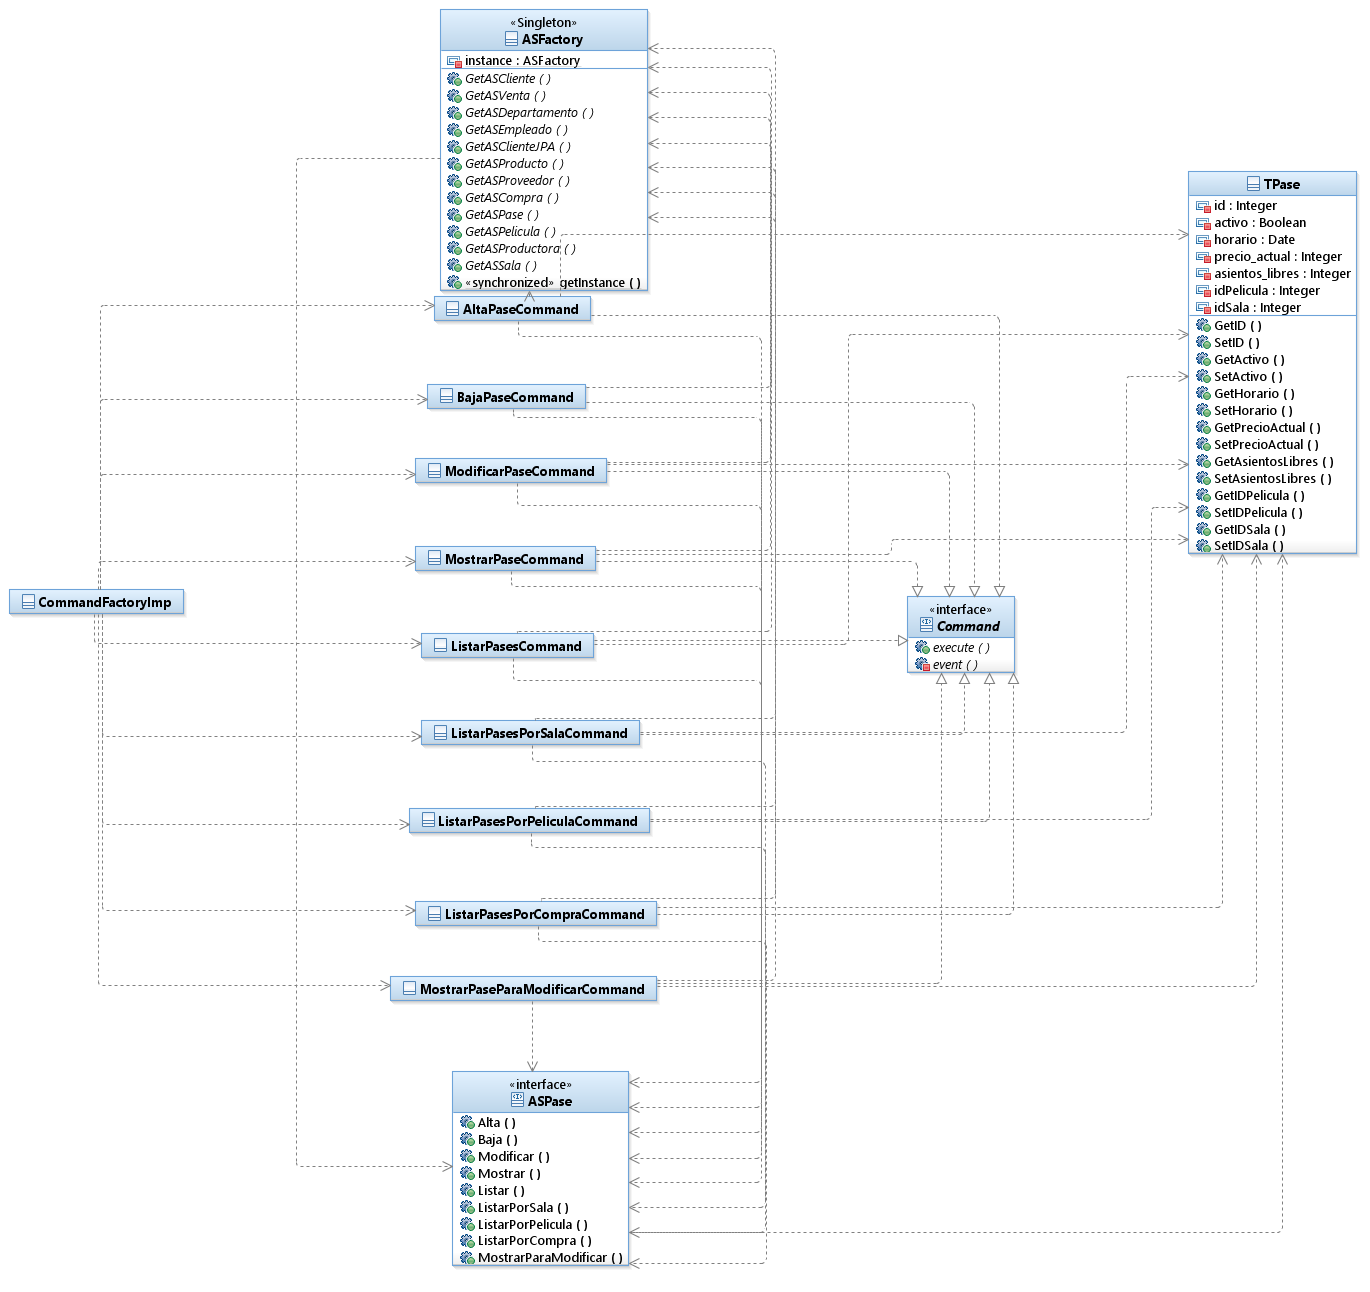 «Singleton»
ASFactory
instance : ASFactory
GetASCliente ( )
GetASVenta ( )
GetASDepartamento ( )
GetASEmpleado ( )
GetASClienteJPA ( )
GetASProducto ( )
GetASProveedor ( )
GetASCompra ( )
GetASPase ( )
GetASPelicula ( )
GetASProductora ( )
GetASSala ( )
«synchronized» getInstance ( )
TPase
id : Integer
activo : Boolean
horario : Date
precio_actual : Integer
asientos_libres : Integer
idPelicula : Integer
idSala : Integer
GetID ( )
SetID ( )
GetActivo ( )
SetActivo ( )
GetHorario ( )
SetHorario ( )
GetPrecioActual ( )
SetPrecioActual ( )
GetAsientosLibres ( )
SetAsientosLibres ( )
GetIDPelicula ( )
SetIDPelicula ( )
GetIDSala ( )
SetIDSala ( )
AltaPaseCommand
BajaPaseCommand
ModificarPaseCommand
MostrarPaseCommand
CommandFactoryImp
«interface»
Command
execute ( )
event ( )
ListarPasesCommand
ListarPasesPorSalaCommand
ListarPasesPorPeliculaCommand
ListarPasesPorCompraCommand
MostrarPaseParaModificarCommand
«interface»
ASPase
Alta ( )
Baja ( )
Modificar ( )
Mostrar ( )
Listar ( )
ListarPorSala ( )
ListarPorPelicula ( )
ListarPorCompra ( )
MostrarParaModificar ( )